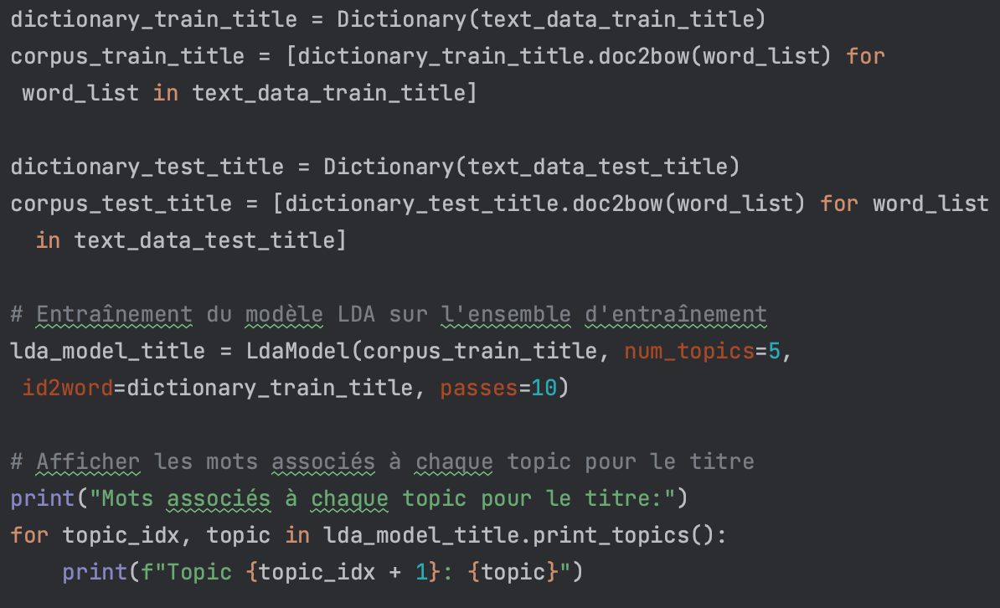 dictionary_train_title = Dictionary(text_data_train_title)
corpus_train_title = [dictionary_train_title.doc2bow(word_list) for
word_list in text_data_train_title]
dictionary_test_title = Dictionary(text_data_test_title)
corpus_test_title = [dictionary_test_title.doc2bow(word_list) for word_list
in text_data_test_title]
# Entraînement du modèle LDA sur l'ensemble d'entraînement
lda_model_title = LdaModel(corpus_train_title, num_topics=5,
id2word=dictionary_train_title, passes=10)
# Afficher les mots associés à chaque topic pour le titre
print("Mots associés à chaque topic pour le titre:")
for topic_idx, topic in lda_model_title.print_topics():
    print(f"Topic {topic_idx + 1}: {topic}")